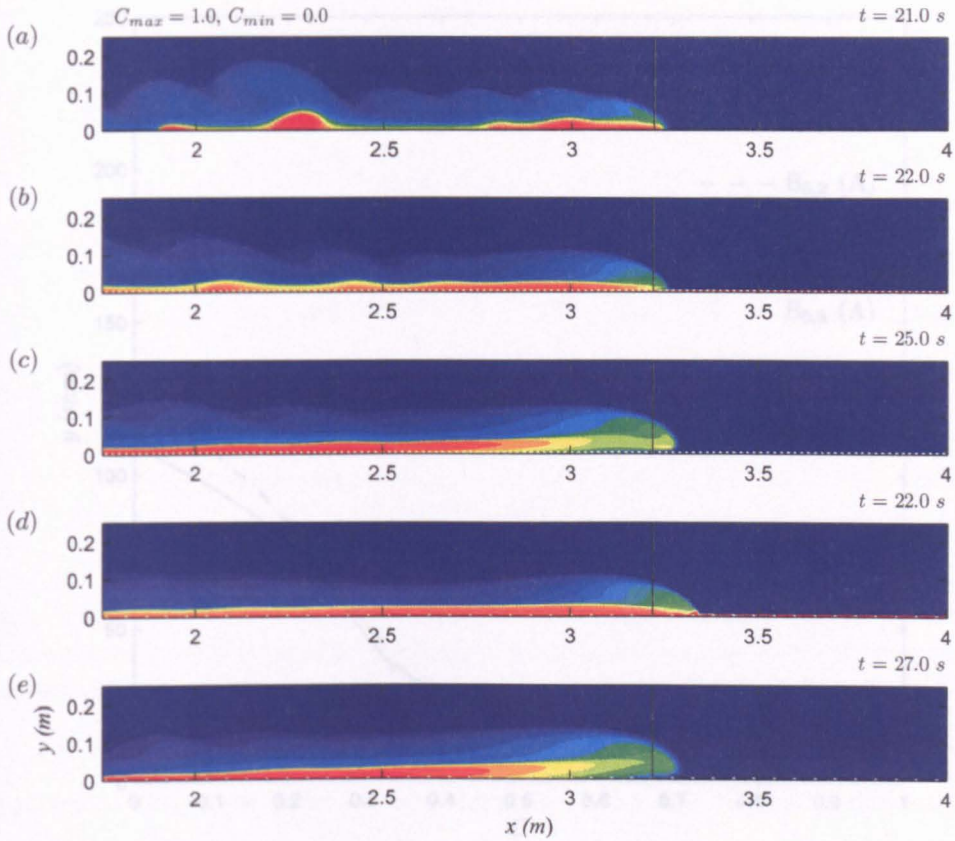 C_max = 1.0, C_min = 0.0
t = 21.0 s
(a)
0.2
0.1
0
2 2.5 3 3.5 4
t = 22.0 s
(b)
0.2
0.1
0
2 2.5 3 3.5 4
t = 25.0 s
(c)
0.2
0.1
0
2 2.5 3 3.5 4
t = 22.0 s
(d)
0.2
0.1
0
2 2.5 3 3.5 4
t = 27.0 s
(e)
0.2
0.1
0
y (m)
2 2.5 3 3.5 4
x (m)